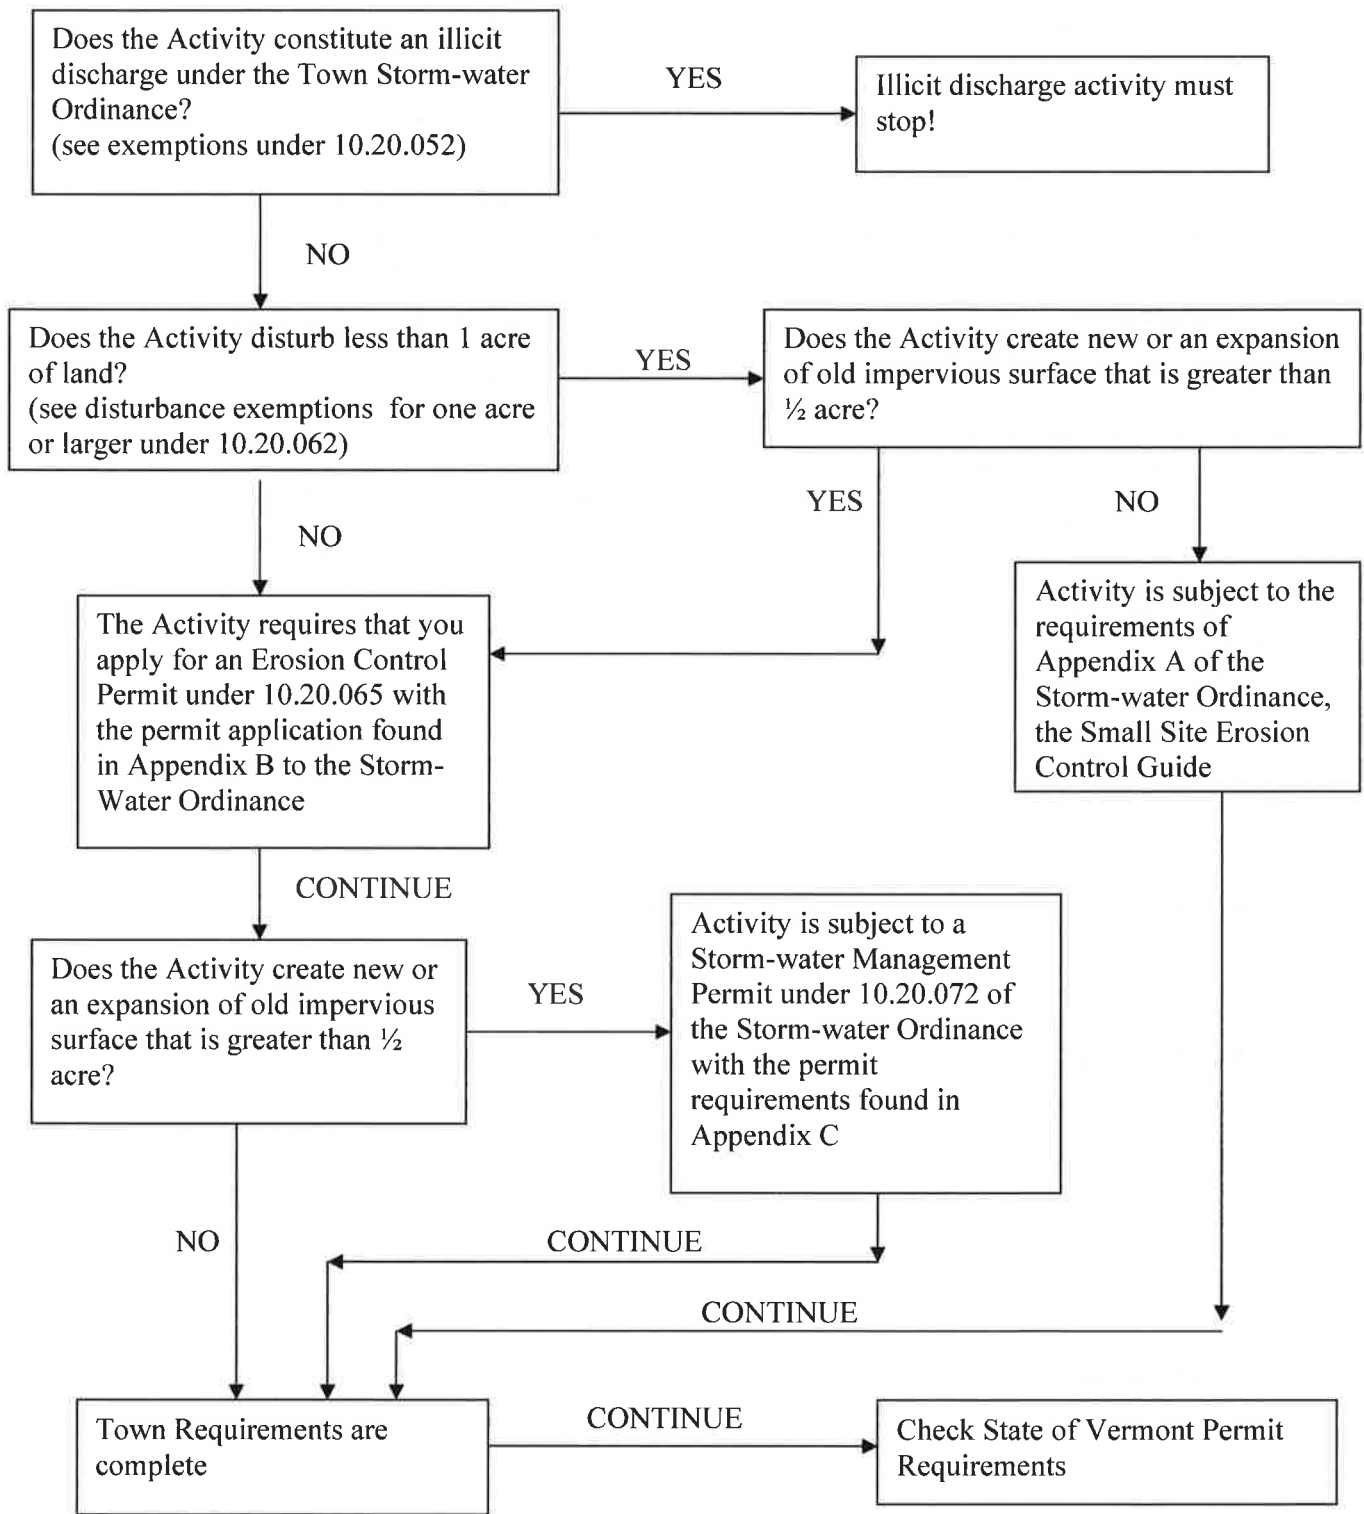 Does the Activity constitute an illicit
discharge under the Town Storm-water
Ordinance?
(see exemptions under 10.20.052)
YES
Illicit discharge activity must
stop!
NO
Does the Activity disturb less than 1 acre
of land?
(see disturbance exemptions for one acre
or larger under 10.20.062)
YES
Does the Activity create new or an expansion
of old impervious surface that is greater than
½ acre?
YES
NO
NO
The Activity requires that you
apply for an Erosion Control
Permit under 10.20.065 with
the permit application found
in Appendix B to the Storm-
Water Ordinance
Activity is subject to the
requirements of
Appendix A of the
Storm-water Ordinance,
the Small Site Erosion
Control Guide
CONTINUE
Does the Activity create new or
an expansion of old impervious
surface that is greater than ½
acre?
YES
Activity is subject to a
Storm-water Management
Permit under 10.20.072 of
the Storm-water Ordinance
with the permit
requirements found in
Appendix C
NO
CONTINUE
CONTINUE
Town Requirements are
complete
CONTINUE
Check State of Vermont Permit
Requirements